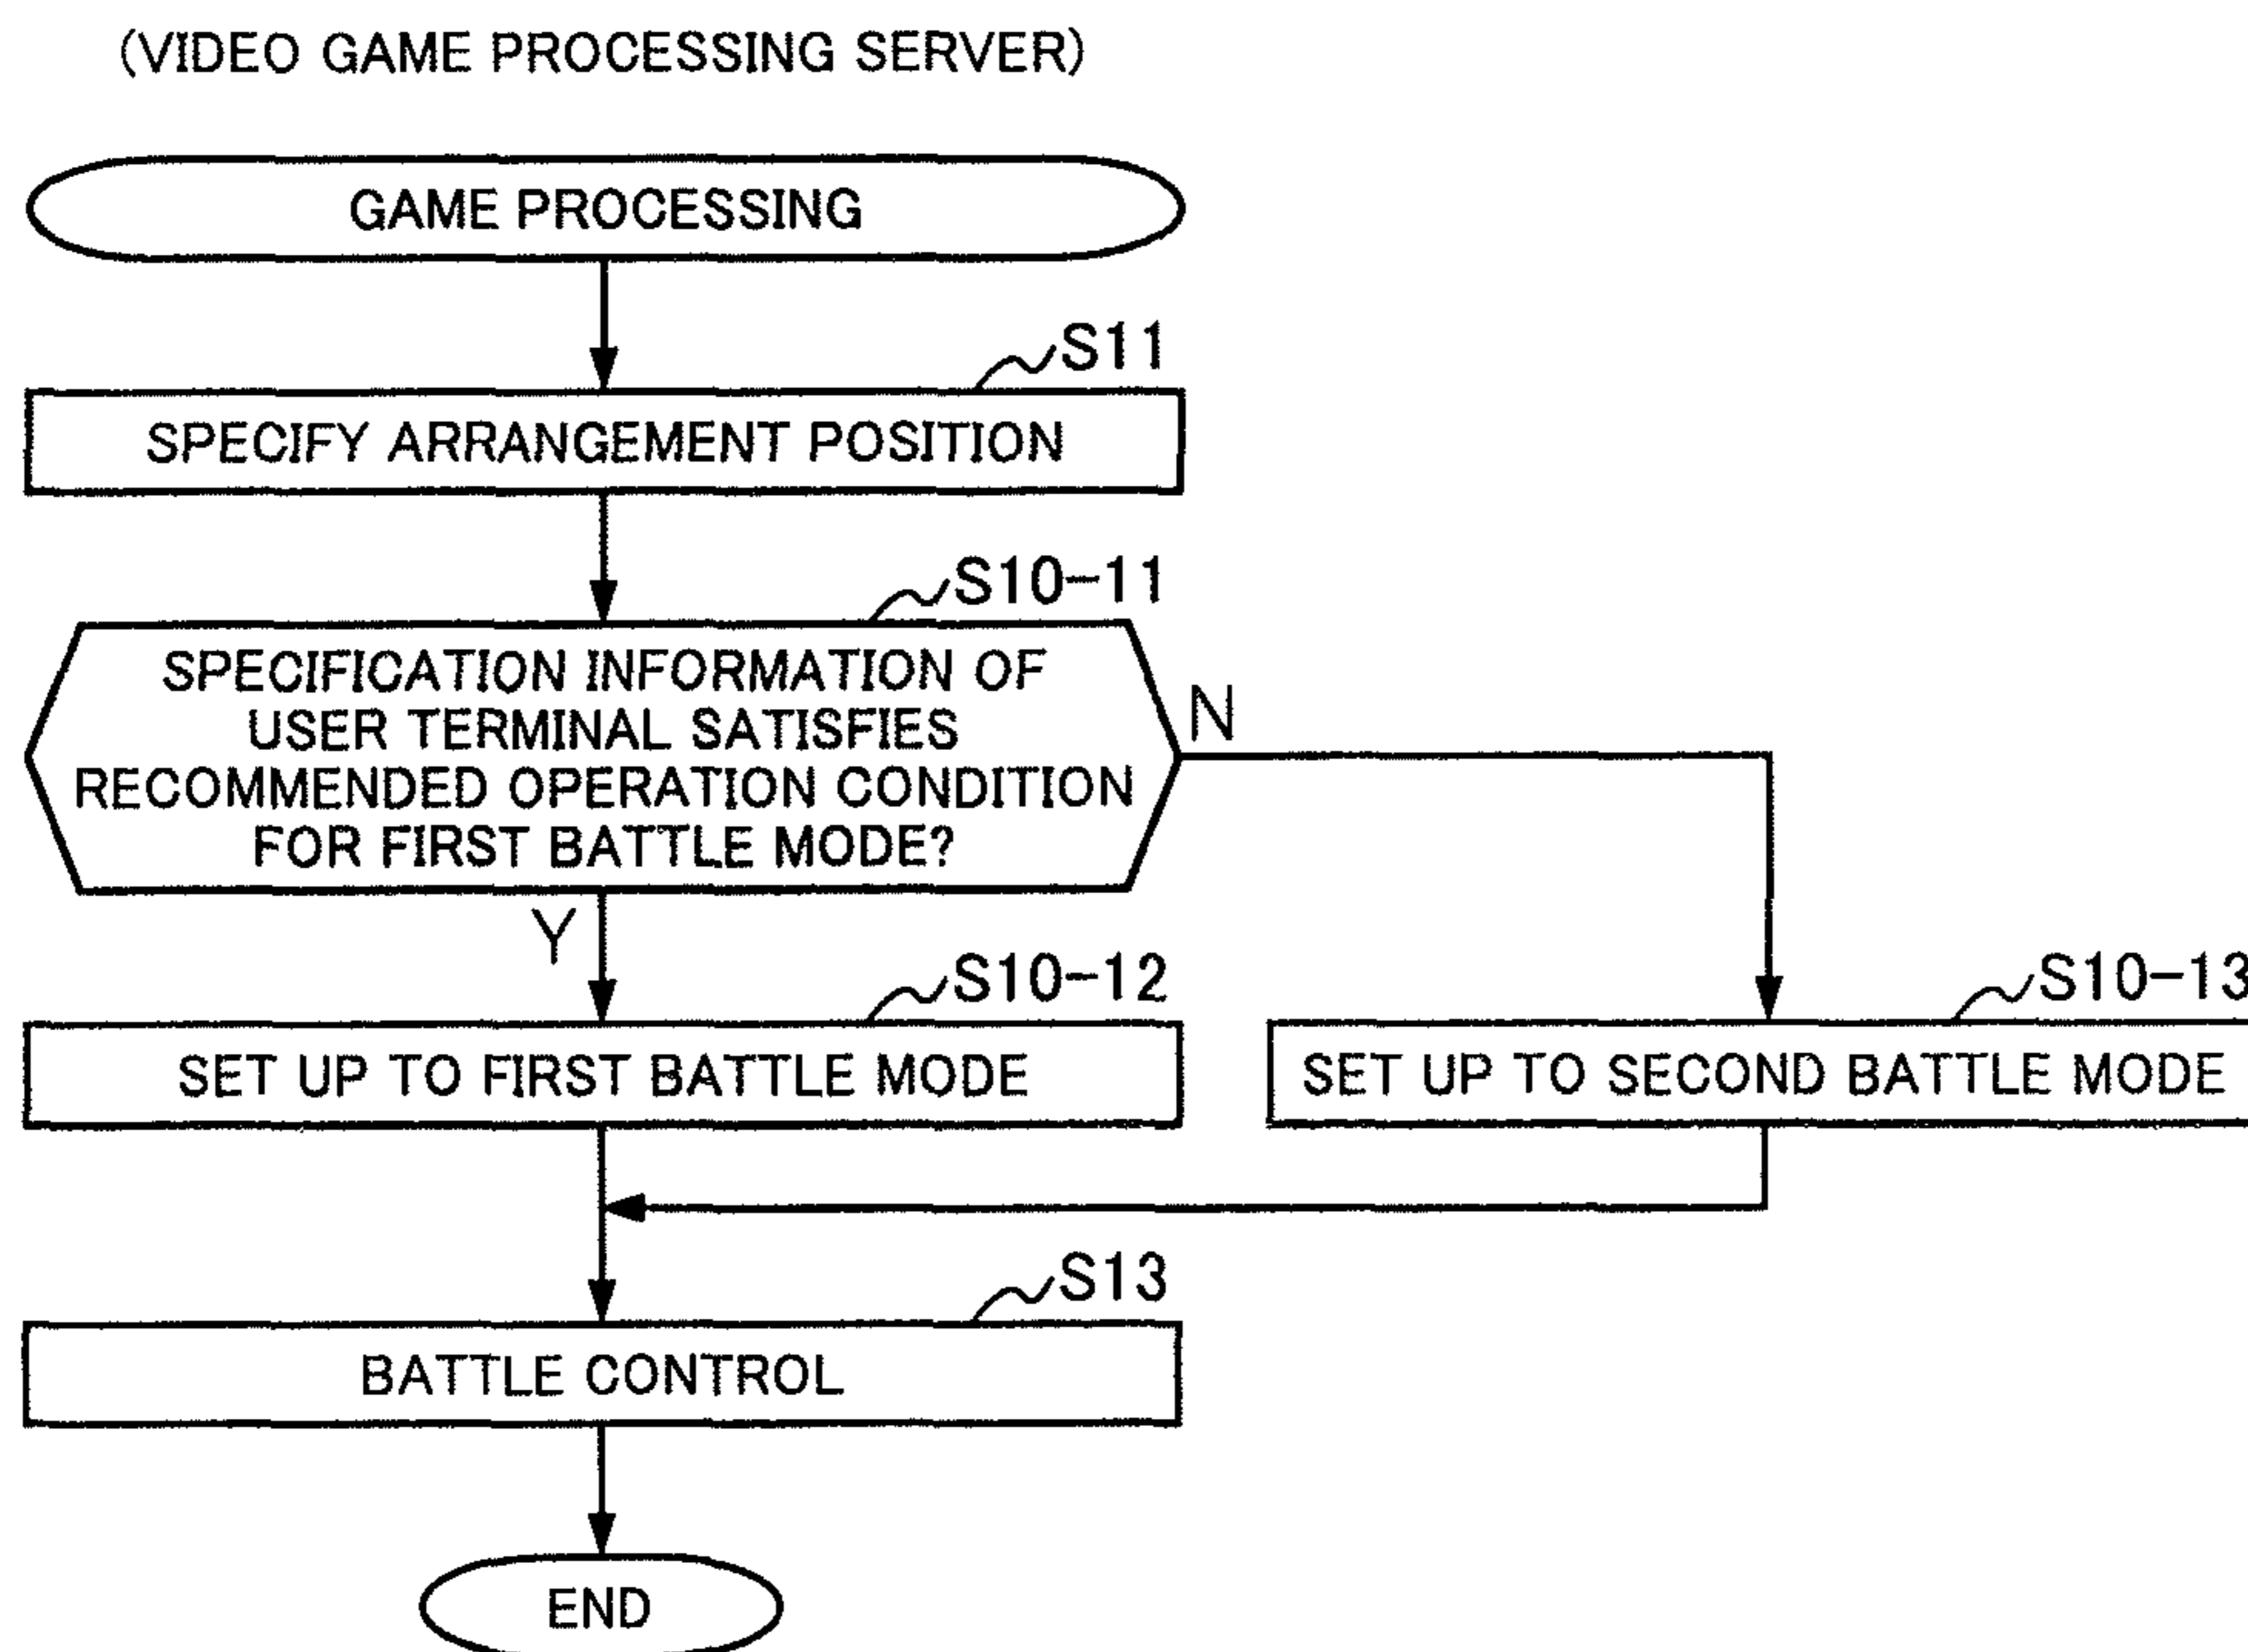 (VIDEO GAME PROCESSING SERVER)
GAME PROCESSING
S11
SPECIFY ARRANGEMENT POSITION
S10-11
SPECIFICATION INFORMATION OF
USER TERMINAL SATISFIES
RECOMMENDED OPERATION CONDITION
FOR FIRST BATTLE MODE?
N
Y
S10-12
S10-13
SET UP TO FIRST BATTLE MODE
SET UP TO SECOND BATTLE MODE
S13
BATTLE CONTROL
END